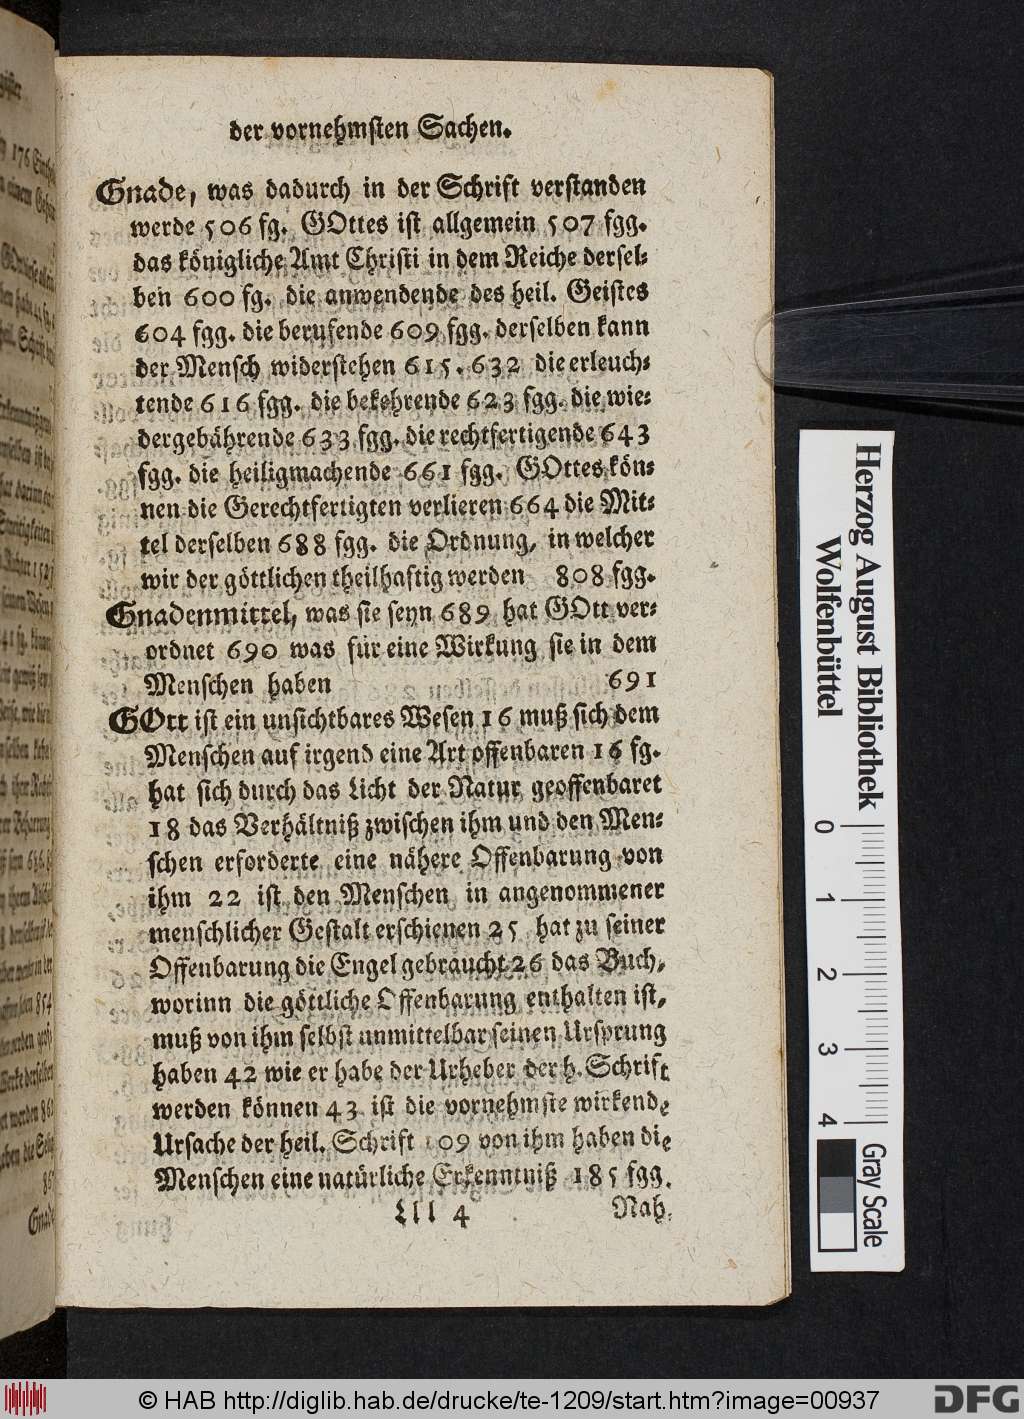 der vornehmsten Sachen.
Gnade, was dadurch in der Schrift verstanden
werde 506 fg. GOttes ist allgemein 507 fgg.
das königliche Amt Christi in dem Reiche dersel-
ben 600 fg. die anwendende des heil. Geistes
604 fgg. die berufende 609 fgg. derselben kann
der Mensch widerstehen 615. 632 die erleuch-
tende 616 fgg. die bekehrende 623 fgg. die wie-
dergebährende 633 fgg. die rechtfertigende 643
fgg. die heiligmachende 661 fgg. GOttes kön-
nen die Gerechtfertigten verlieren 664 die Mit-
tel derselben 688 fgg. die Ordnung, in welcher
wir der göttlichen theilhaftig werden 808 fgg.
Gnadenmittel, was sie seyn 689 hat GOtt ver-
ordnet 690 was für eine Wirkung sie in dem
Menschen haben 691
GOtt ist ein unsichtbares Wesen 16 muß sich dem
Menschen auf irgend eine Art offenbaren 16 fg.
hat sich durch das Licht der Natur geoffenbaret
18 das Verhältniß zwischen ihm und den Men-
schen erforderte eine nähere Offenbarung von
ihm 22 ist den Menschen in angenommener
menschlicher Gestalt erschienen 25 hat zu seiner
Offenbarung die Engel gebraucht 26 das Buch,
worinn die göttliche Offenbarung enthalten ist,
muß von ihm selbst unmittelbar seinen Ursprung
haben 42 wie er habe der Urheber der h. Schrift
werden können 43 ist die vornehmste wirkende
Ursache der heil. Schrift 109 von ihm haben die
Menschen eine natürliche Erkenntniß 185 fgg.
Lll 4 Nah-
Herzog August Bibliothek
Wolfenbüttel
0 1 2 3 4
Gray Scale
© HAB http://diglib.hab.de/drucke/te-1209/start.htm?image=00937
DFG